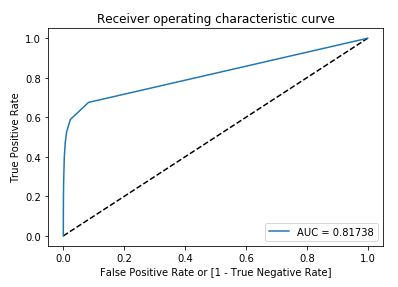 Receiver operating characteristic curve
True Positive Rate
1.0
0.8
0.6
0.4
0.2
0.0
AUC = 0.81738
0.0 0.2 0.4 0.6 0.8 1.0
False Positive Rate or [1 - True Negative Rate]